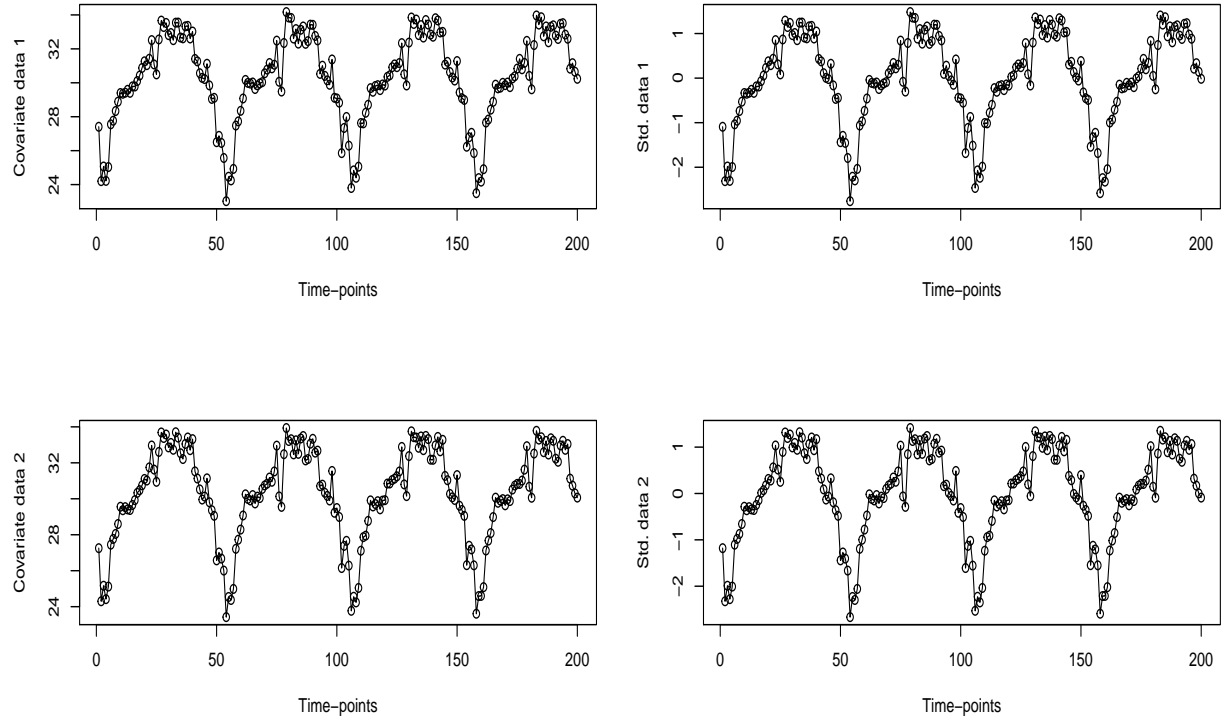 Covariate data 1
24 28 32
0 50 100 150 200
Time-points
Std. data 1
-2 -1 0 1
0 50 100 150 200
Time-points
Covariate data 2
24 28 32
0 50 100 150 200
Time-points
Std. data 2
-2 -1 0 1
0 50 100 150 200
Time-points